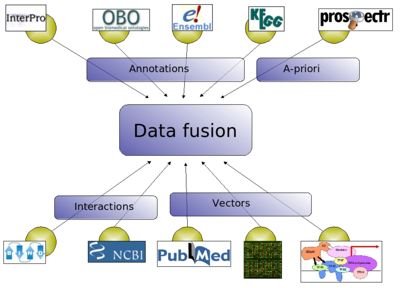 InterPro
OBO
open biomedical ontologies
e!
Ensembl
KEGG
prospectr
Annotations
A-priori
Data fusion
Interactions
Vectors
NCBI
PubMed